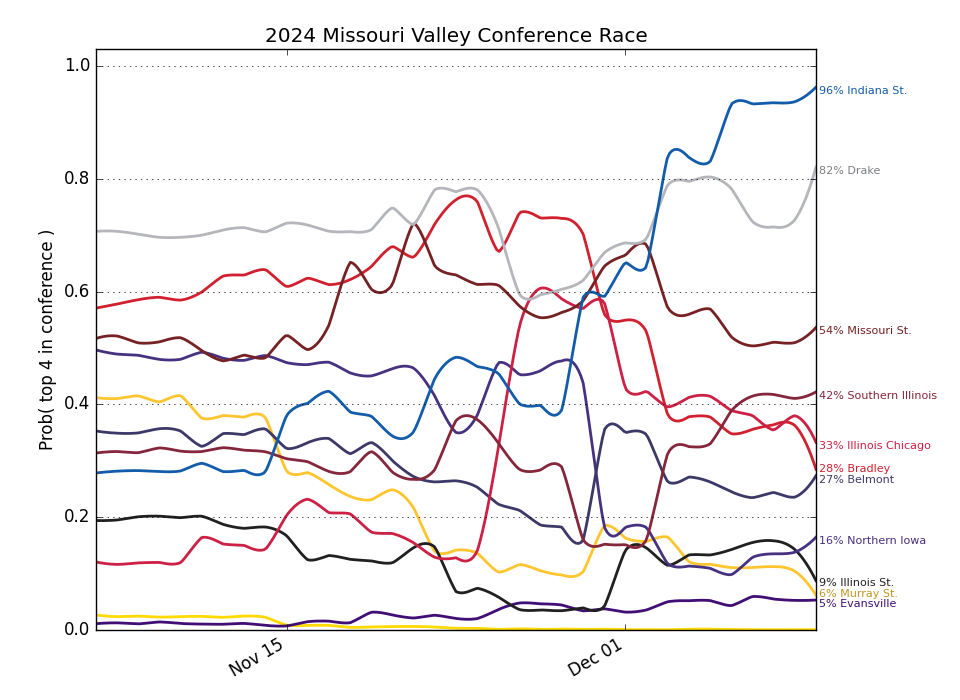 2024 Missouri Valley Conference Race
Prob( top 4 in conference )
1.0
0.8
0.6
0.4
0.2
0.0
Nov 15
Dec 01
96% Indiana St.
82% Drake
54% Missouri St.
42% Southern Illinois
33% Illinois Chicago
28% Bradley
27% Belmont
16% Northern Iowa
9% Illinois St.
6% Murray St.
5% Evansville